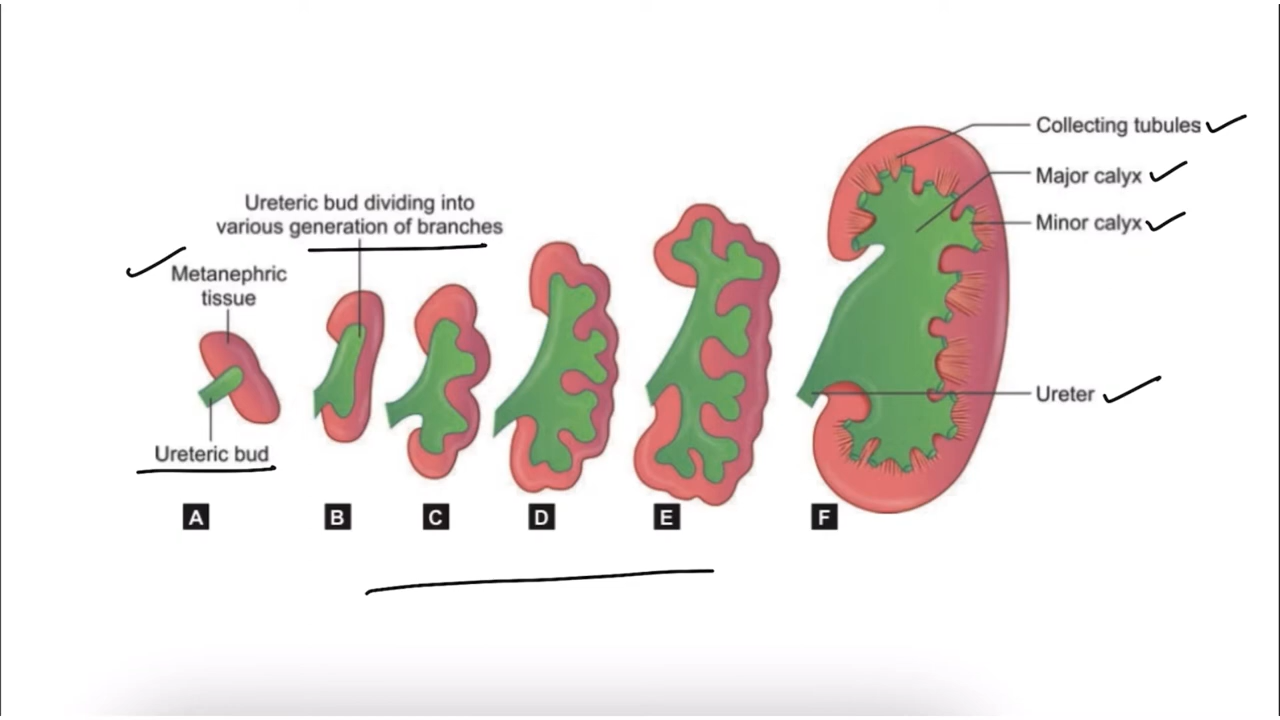 Collecting tubules
Major calyx
Minor calyx
Ureteric bud dividing into
various generation of branches
Metanephric
tissue
Ureter
Ureteric bud
A
B
C
D
E
F